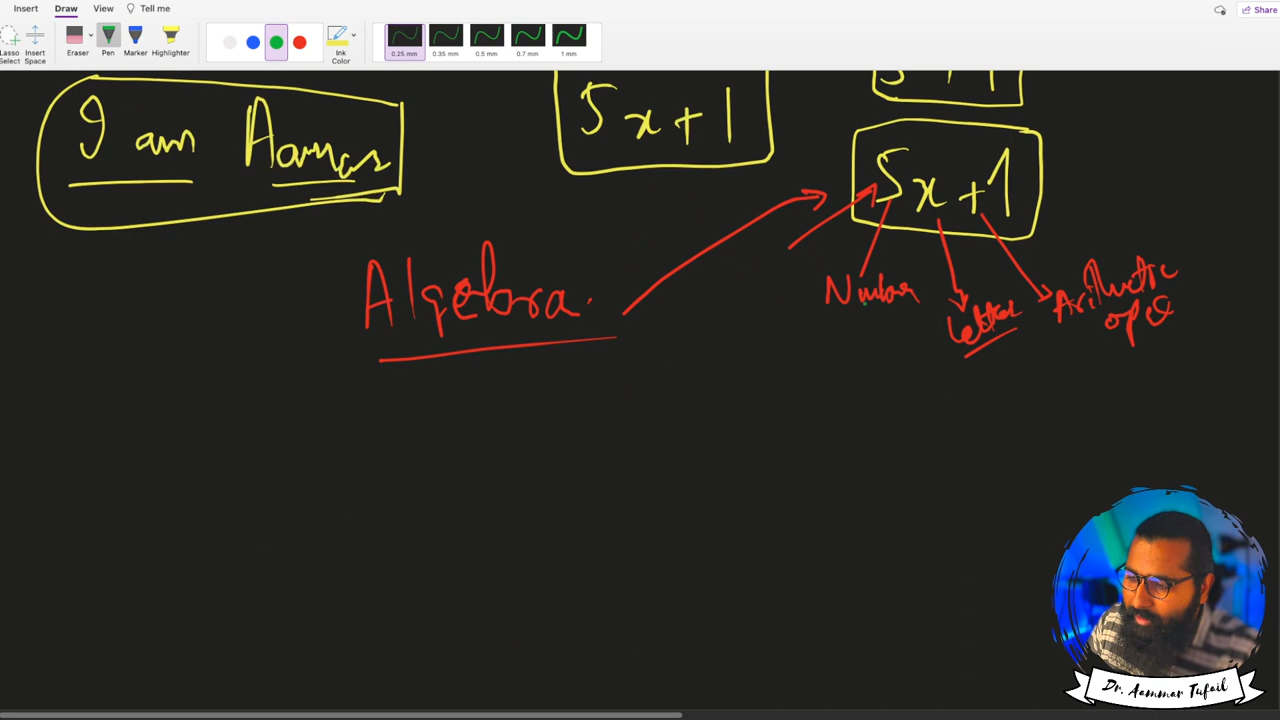 Insert Draw View Tell me
Share
Lasso Select
Insert Space
Eraser
Pen
Marker
Highlighter
Ink Color
0.25 mm
0.35 mm
0.5 mm
0.7 mm
1 mm
I am Aamar
5x+1
5x+1
Algebra.
Number
Letter
Arithmetic
Dr. Aammar Tufail